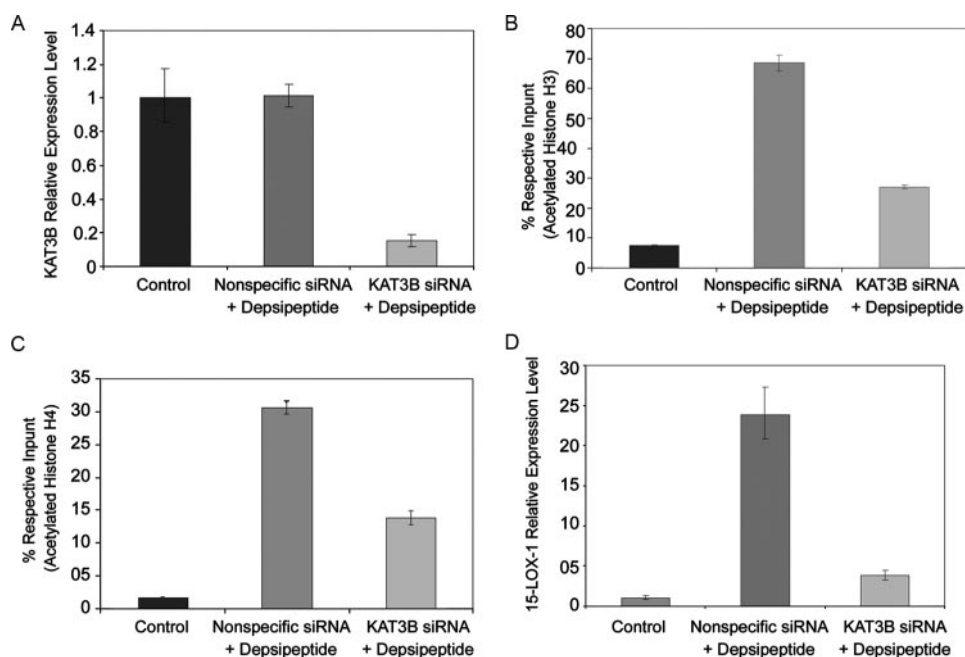 A
KAT3B Relative Expression Level
1.4
1.2
1
0.8
0.6
0.4
0.2
0
Control
Nonspecific siRNA
+ Depsipeptide
KAT3B siRNA
+ Depsipeptide
B
% Respective Inpunt
(Acetylated Histone H3)
80
70
60
50
40
30
20
10
0
Control
Nonspecific siRNA
+ Depsipeptide
KAT3B siRNA
+ Depsipeptide
C
% Respective Inpunt
(Acetylated Histone H4)
35
30
25
20
15
10
05
0
Control
Nonspecific siRNA
+ Depsipeptide
KAT3B siRNA
+ Depsipeptide
D
15-LOX-1 Relative Expression Level
30
25
20
15
10
05
0
Control
Nonspecific siRNA
+ Depsipeptide
KAT3B siRNA
+ Depsipeptide